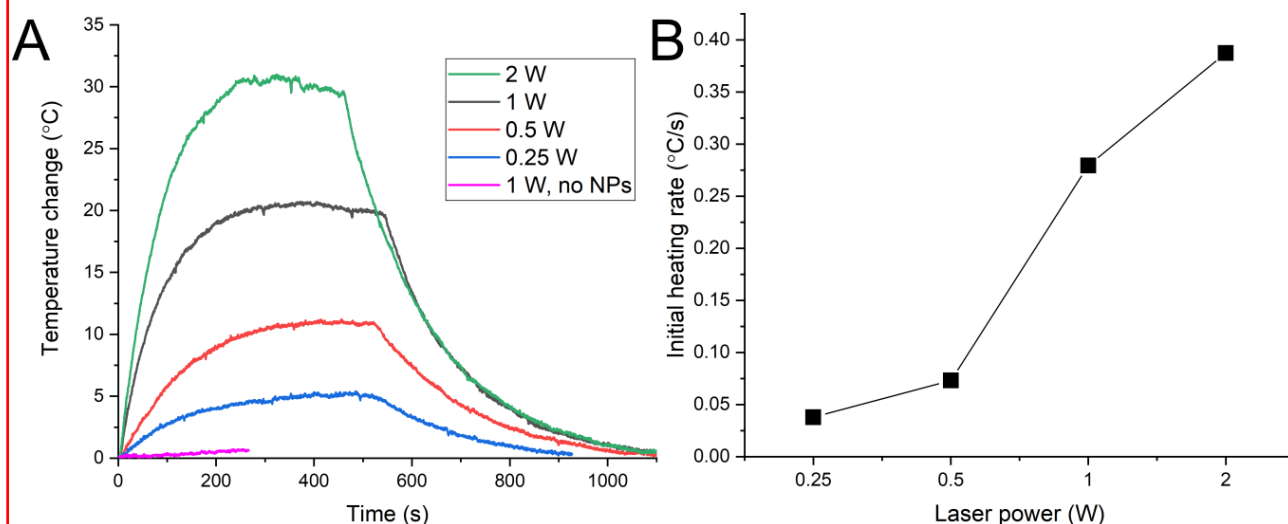 A
Temperature change (°C)
35
30
25
20
15
10
5
0
0
200
400
600
800
1000
Time (s)
2 W
1 W
0.5 W
0.25 W
1 W, no NPs
B
Initial heating rate (°C/s)
0.40
0.35
0.30
0.25
0.20
0.15
0.10
0.05
0.00
0.25
0.5
1
2
Laser power (W)